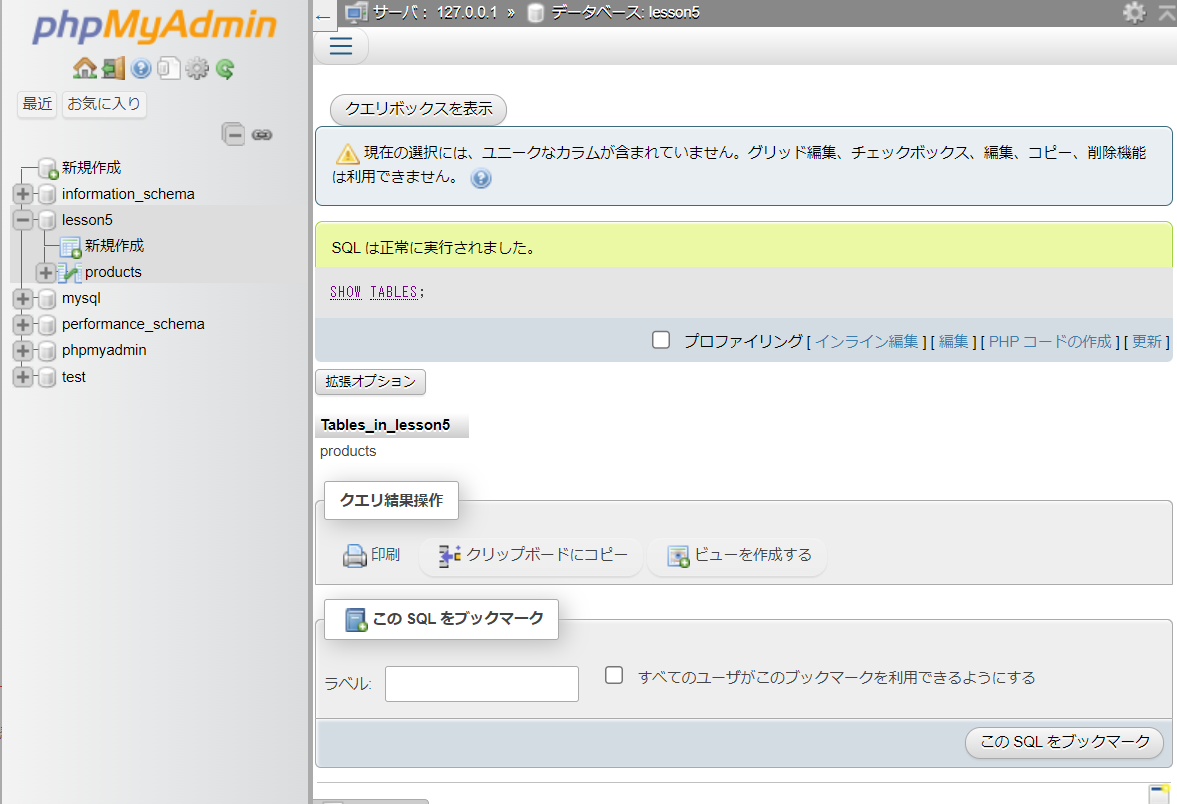 phpMyAdmin
最近 お気に入り
新規作成
information_schema
lesson5
新規作成
products
mysql
performance_schema
phpmyadmin
test
← サーバ： 127.0.0.1 » データベース: lesson5
クエリボックスを表示
現在の選択には、ユニークなカラムが含まれていません。グリッド編集、チェックボックス、編集、コピー、削除機能
は利用できません。
SQL は正常に実行されました。
SHOW TABLES;
プロファイリング [ インライン編集 ] [ 編集 ] [ PHP コードの作成 ] [ 更新 ]
拡張オプション
Tables_in_lesson5
products
クエリ結果操作
印刷 クリップボードにコピー ビューを作成する
この SQL をブックマーク
ラベル: すべてのユーザがこのブックマークを利用できるようにする
この SQL をブックマーク